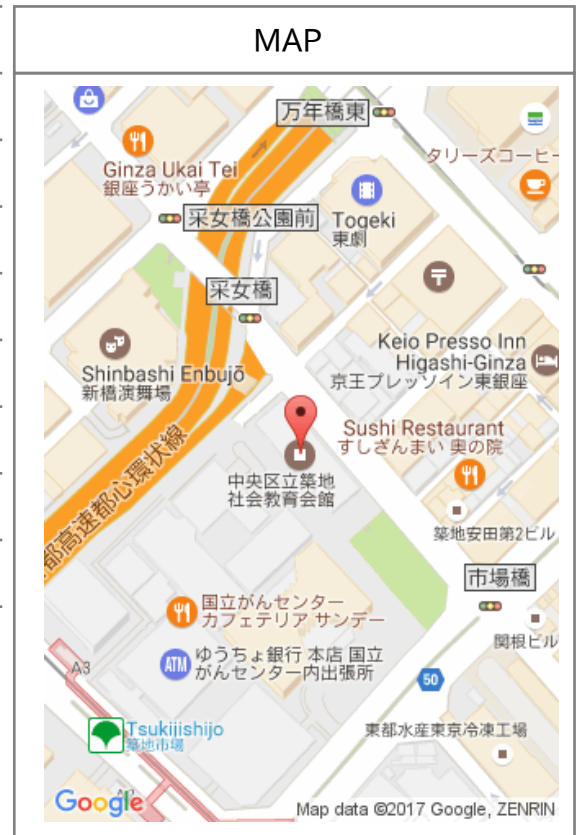 MAP
万年橋東
Ginza Ukai Tei
銀座うかい亭
タリーズコーヒー
采女橋公園前
Togeki
東劇
采女橋
Shinbashi Enbujō
新橋演舞場
Keio Presso Inn
Higashi-Ginza
京王プレッソイン東銀座
Sushi Restaurant
すしざんまい 奥の院
中央区立築地
社会教育会館
都高速都心環状線
築地安田第2ビル
市場橋
国立がんセンター
カフェテリア サンデー
関根ビル
ATM
ゆうちょ銀行 本店 国立
がんセンター内出張所
A3
50
Tsukijishijo
築地市場
東都水産東京冷凍工場
Google
Map data ©2017 Google, ZENRIN